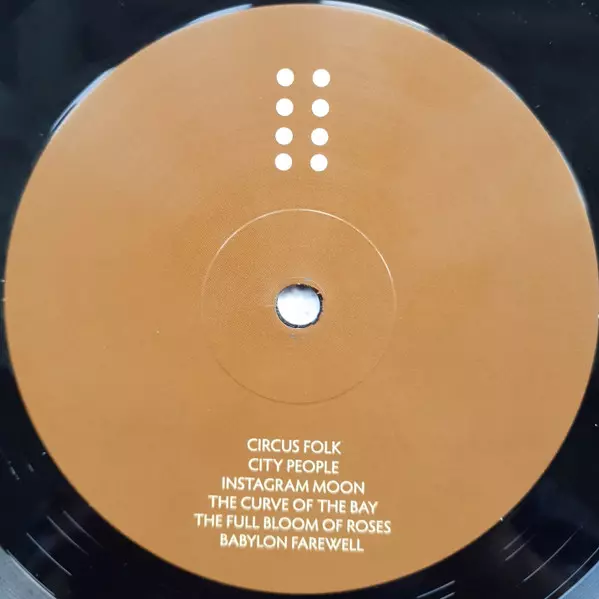 CIRCUS FOLK
CITY PEOPLE
INSTAGRAM MOON
THE CURVE OF THE BAY
THE FULL BLOOM OF ROSES
BABYLON FAREWELL